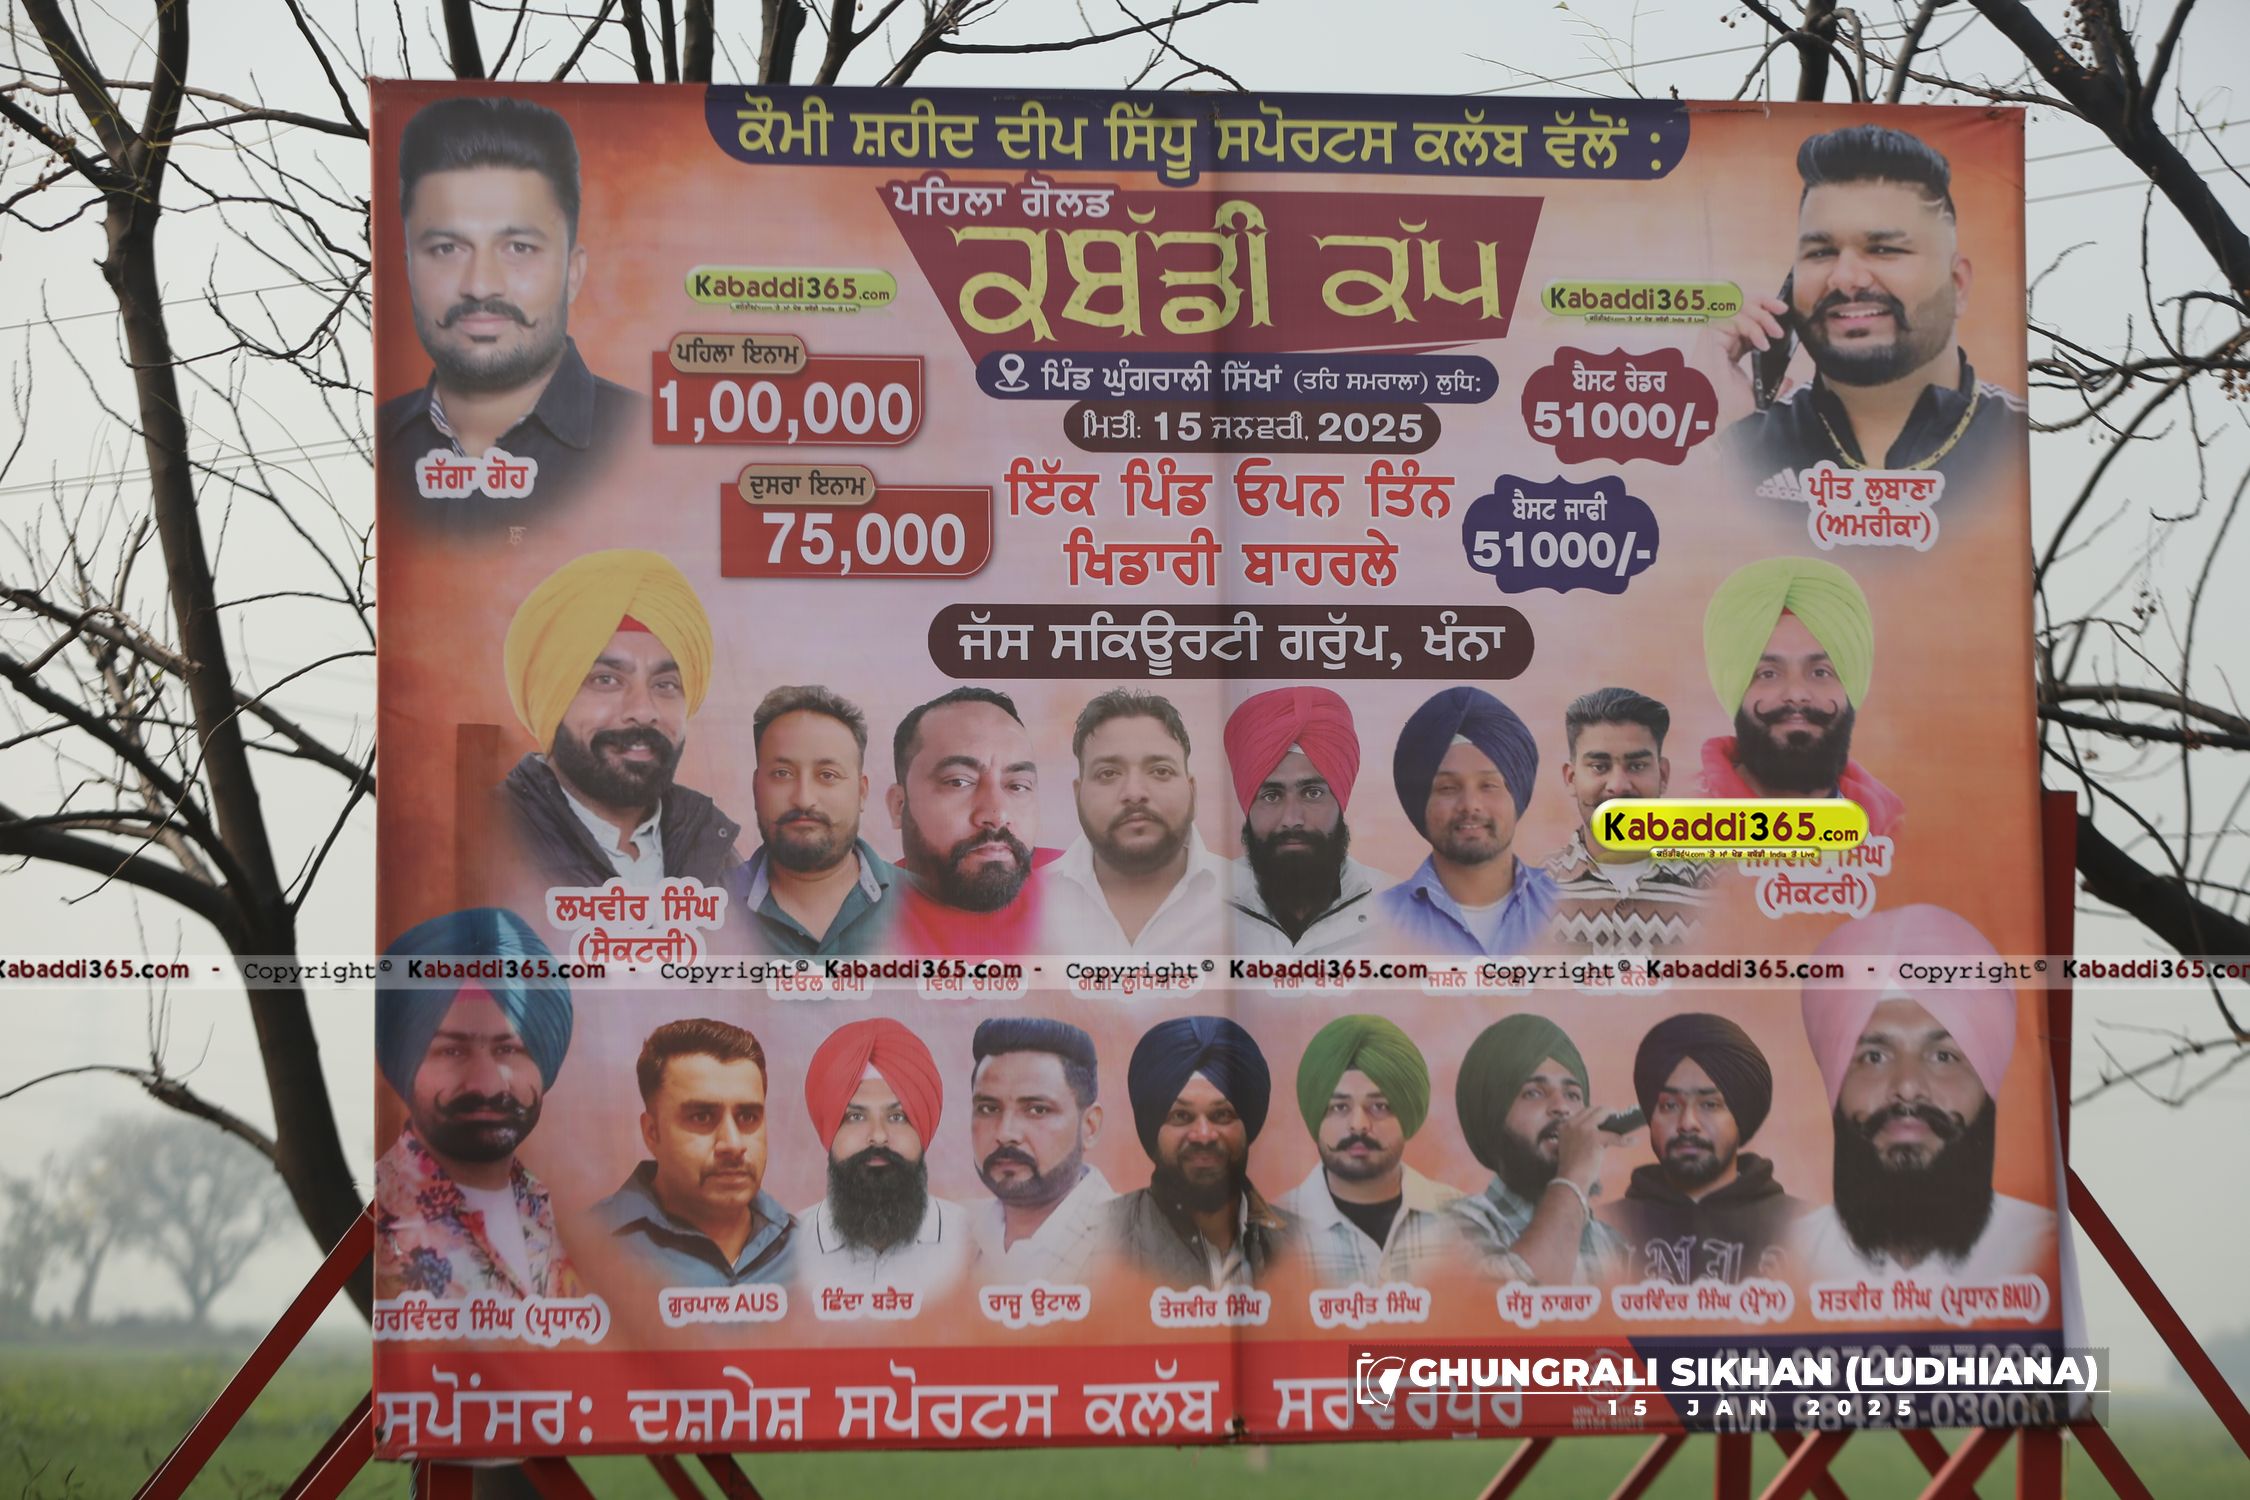 ਕੌਮੀ ਸ਼ਹੀਦ ਦੀਪ ਸਿੱਧੂ ਸਪੋਰਟਸ ਕਲੱਬ ਵੱਲੋਂ :
ਪਹਿਲਾ ਗੋਲਡ
ਕਬੱਡੀ ਕੱਪ
Kabaddi365.com
Kabaddi365.com
ਪਿੰਡ ਘੁੰਗਰਾਲੀ ਸਿੱਖਾਂ (ਤਹਿ ਸਮਰਾਲਾ) ਲੁਧਿ:
ਮਿਤੀ: 15 ਜਨਵਰੀ, 2025
ਪਹਿਲਾ ਇਨਾਮ
1,00,000
ਬੈਸਟ ਰੇਡਰ
51000/-
ਦੁਸਰਾ ਇਨਾਮ
75,000
ਇੱਕ ਪਿੰਡ ਓਪਨ ਤਿੰਨ
ਖਿਡਾਰੀ ਬਾਹਰਲੇ
ਬੈਸਟ ਜਾਫੀ
51000/-
ਜੱਗਾ ਗੋਹ
ਪ੍ਰੀਤ ਲੁਬਾਣਾ
(ਅਮਰੀਕਾ)
ਜੱਸ ਸਕਿਊਰਟੀ ਗਰੁੱਪ, ਖੰਨਾ
Kabaddi365.com
ਲਖਵੀਰ ਸਿੰਘ
(ਸੈਕਟਰੀ)
ਸਿੰਘ
(ਸੈਕਟਰੀ)
Kabaddi365.com - Copyright© Kabaddi365.com - Copyright© Kabaddi365.com - Copyright© Kabaddi365.com - Copyright© Kabaddi365.com - Copyright© Kabaddi365.com
ਹਰਵਿੰਦਰ ਸਿੰਘ (ਪ੍ਰਧਾਨ)
ਗੁਰਪਾਲ AUS
ਛਿੰਦਾ ਬੜੈਚ
ਰਾਜੂ ਉਟਾਲ
ਤੇਜਵੀਰ ਸਿੰਘ
ਗੁਰਪ੍ਰੀਤ ਸਿੰਘ
ਜੱਸੂ ਨਾਗਰਾ
ਹਰਵਿੰਦਰ ਸਿੰਘ (ਪ੍ਰੈੱਸ)
ਸਤਵੀਰ ਸਿੰਘ (ਪ੍ਰਧਾਨ BKU)
ਸਪੋਂਸਰ: ਦਸ਼ਮੇਸ਼ ਸਪੋਰਟਸ ਕਲੱਬ, ਸਰਵਰਪੁਰ
GHUNGRALI SIKHAN (LUDHIANA)
15 JAN 2025